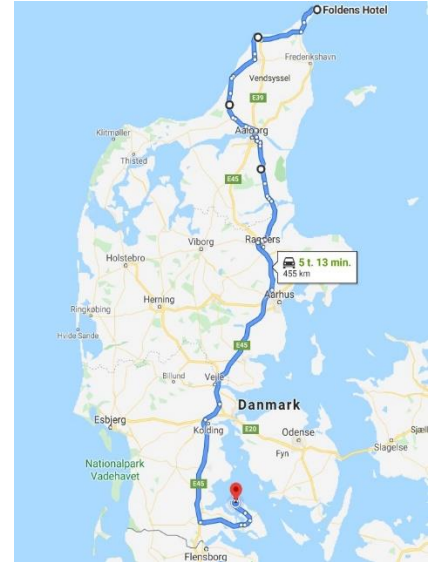 Foldens Hotel
Frederikshavn
Vendsyssel
E39
Klitmøller
Aalborg
Thisted
E45
Viborg
Randers
Holstebro
5 t. 13 min.
455 km
Aarhus
Herning
Ringkøbing
Hvide Sande
E45
Billund
Vejle
Danmark
Esbjerg
Kolding
E20
Odense
Fyn
Slagelse
Nationalpark
Vadehavet
E45
Flensborg